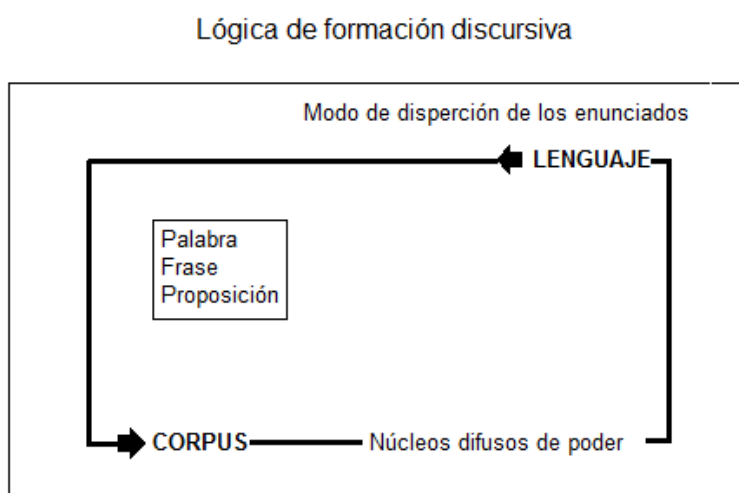 Lógica de formación discursiva
Modo de disperción de los enunciados
LENGUAJE
Palabra
Frase
Proposición
CORPUS
Núcleos difusos de poder